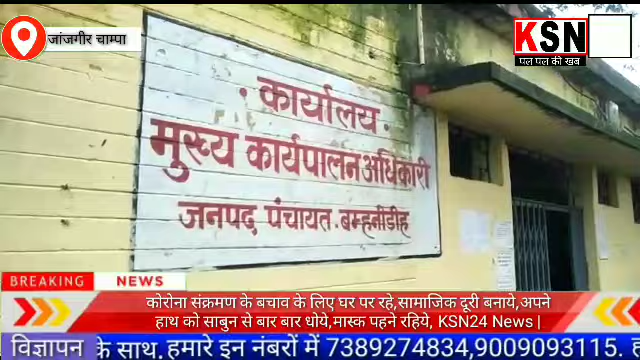 जांजगीर चाम्पा
KSN
पल पल की खब
कार्यालय
मुख्य कार्यपालन अधिकारी
जनपद पंचायत. बम्हनीडीह
BREAKING NEWS
कोरोना संक्रमण के बचाव के लिए घर पर रहे,सामाजिक दूरी बनाये,अपने
हाथ को साबुन से बार बार धोये,मास्क पहने रहिये, KSN24 News |
विज्ञापन के साथ. हमारे इन नंबरों में 7389274834,9009093115.